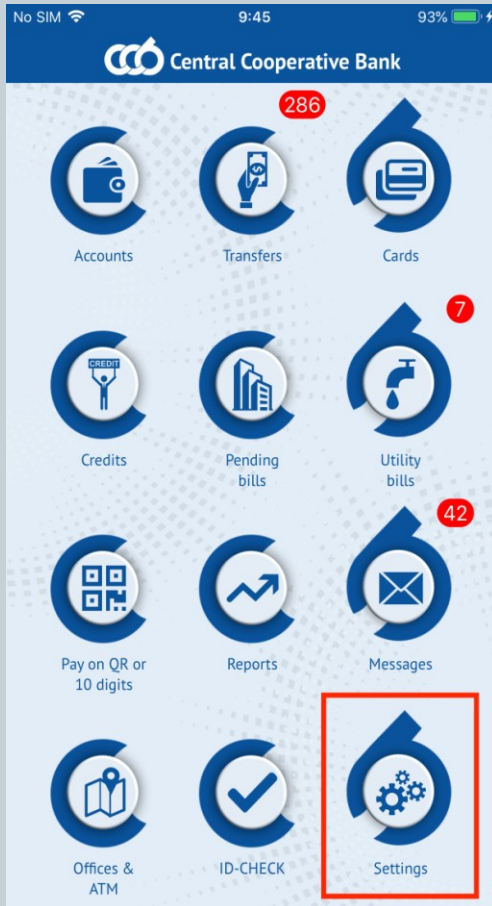 No SIM 9:45 93%
CCB Central Cooperative Bank
286
Accounts Transfers Cards
7
CREDIT
Credits Pending bills Utility bills
42
Pay on QR or 10 digits Reports Messages
Offices & ATM ID-CHECK Settings